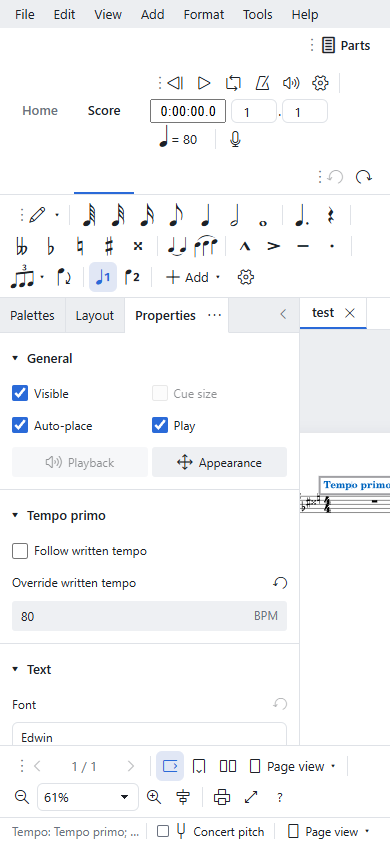 File Edit View Add Format Tools Help
Parts
Home Score 0:00:00.0 1 . 1
= 80
3
1 2 Add
Palettes Layout Properties ··· test
General
Visible Cue size
Auto-place Play
Playback Appearance
Tempo primo
Tempo primo
Follow written tempo
Override written tempo
80 BPM
Text
Font
Edwin
1 / 1 Page view
61% ?
Tempo: Tempo primo; ... Concert pitch Page view